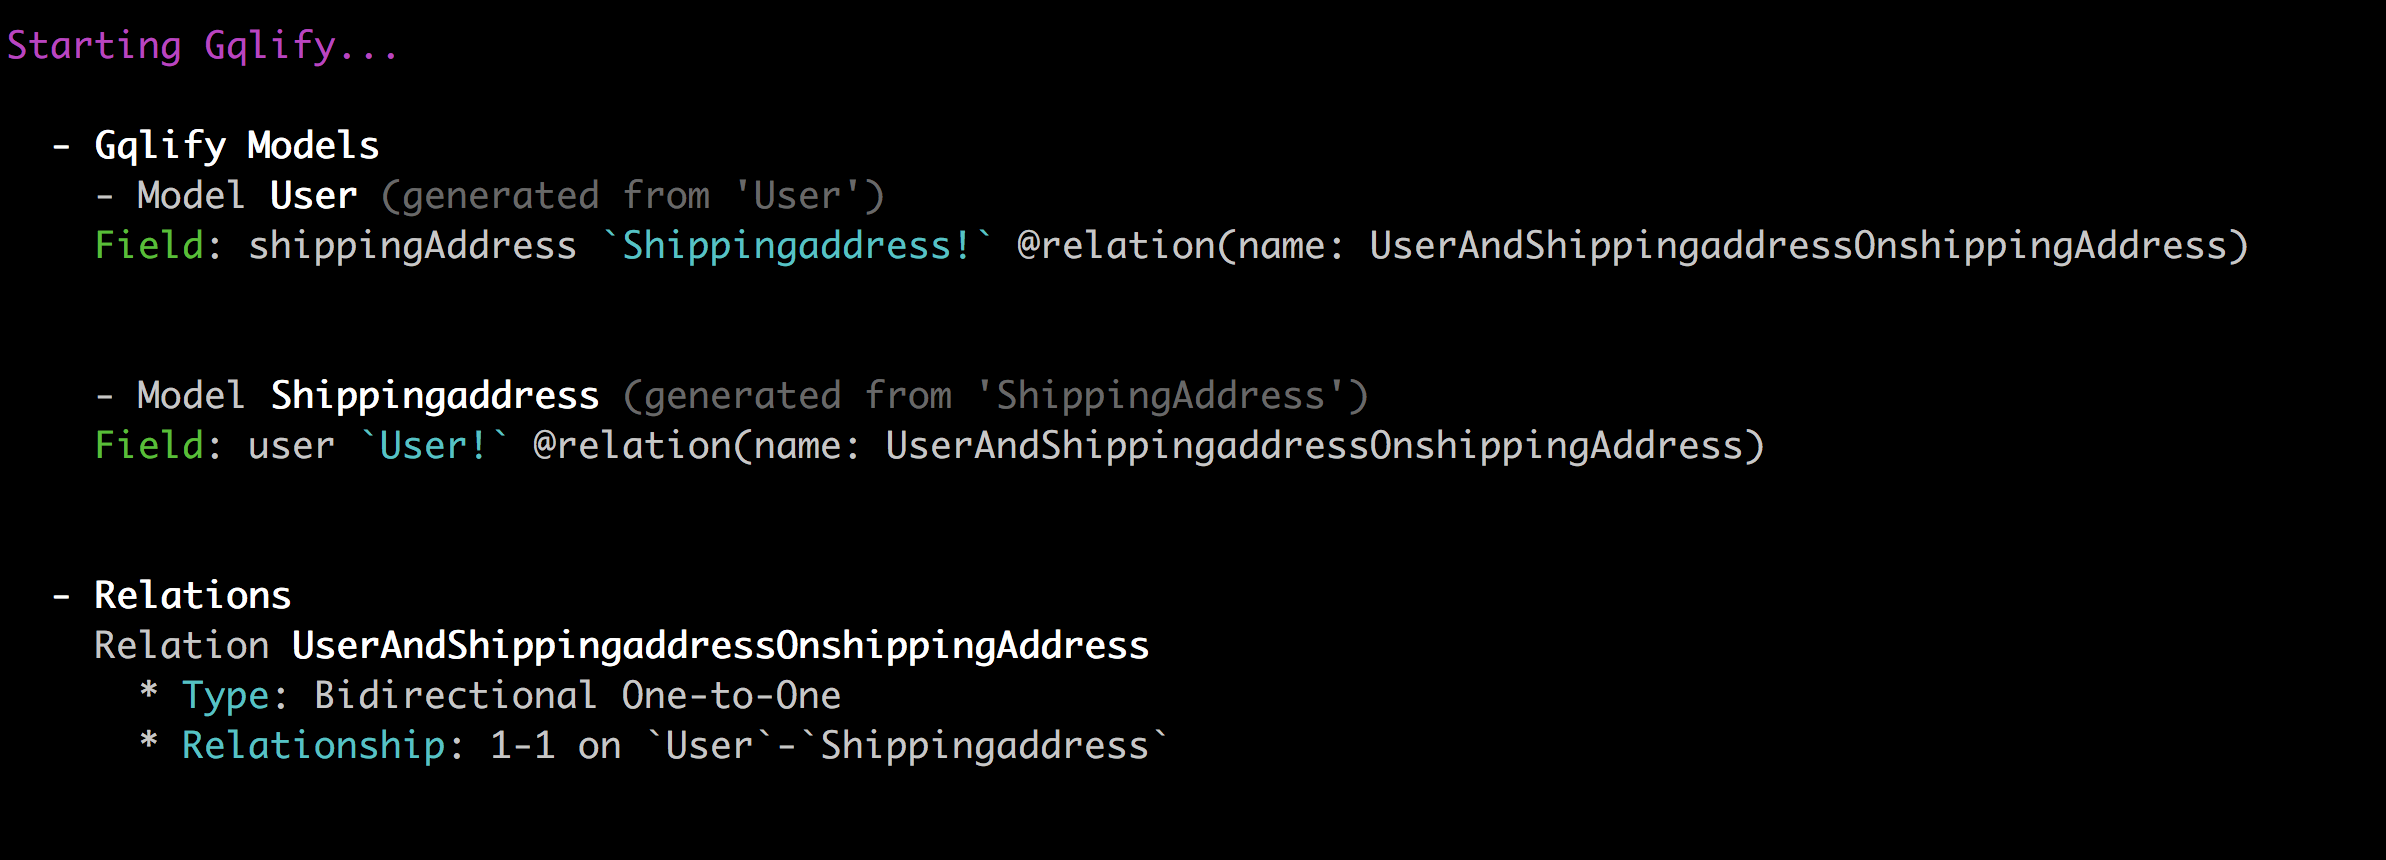 Starting Gqlify...
- Gqlify Models
- Model User (generated from 'User')
Field: shippingAddress `Shippingaddress!` @relation(name: UserAndShippingaddressOnshippingAddress)
- Model Shippingaddress (generated from 'ShippingAddress')
Field: user `User!` @relation(name: UserAndShippingaddressOnshippingAddress)
- Relations
Relation UserAndShippingaddressOnshippingAddress
* Type: Bidirectional One-to-One
* Relationship: 1-1 on `User`-`Shippingaddress`